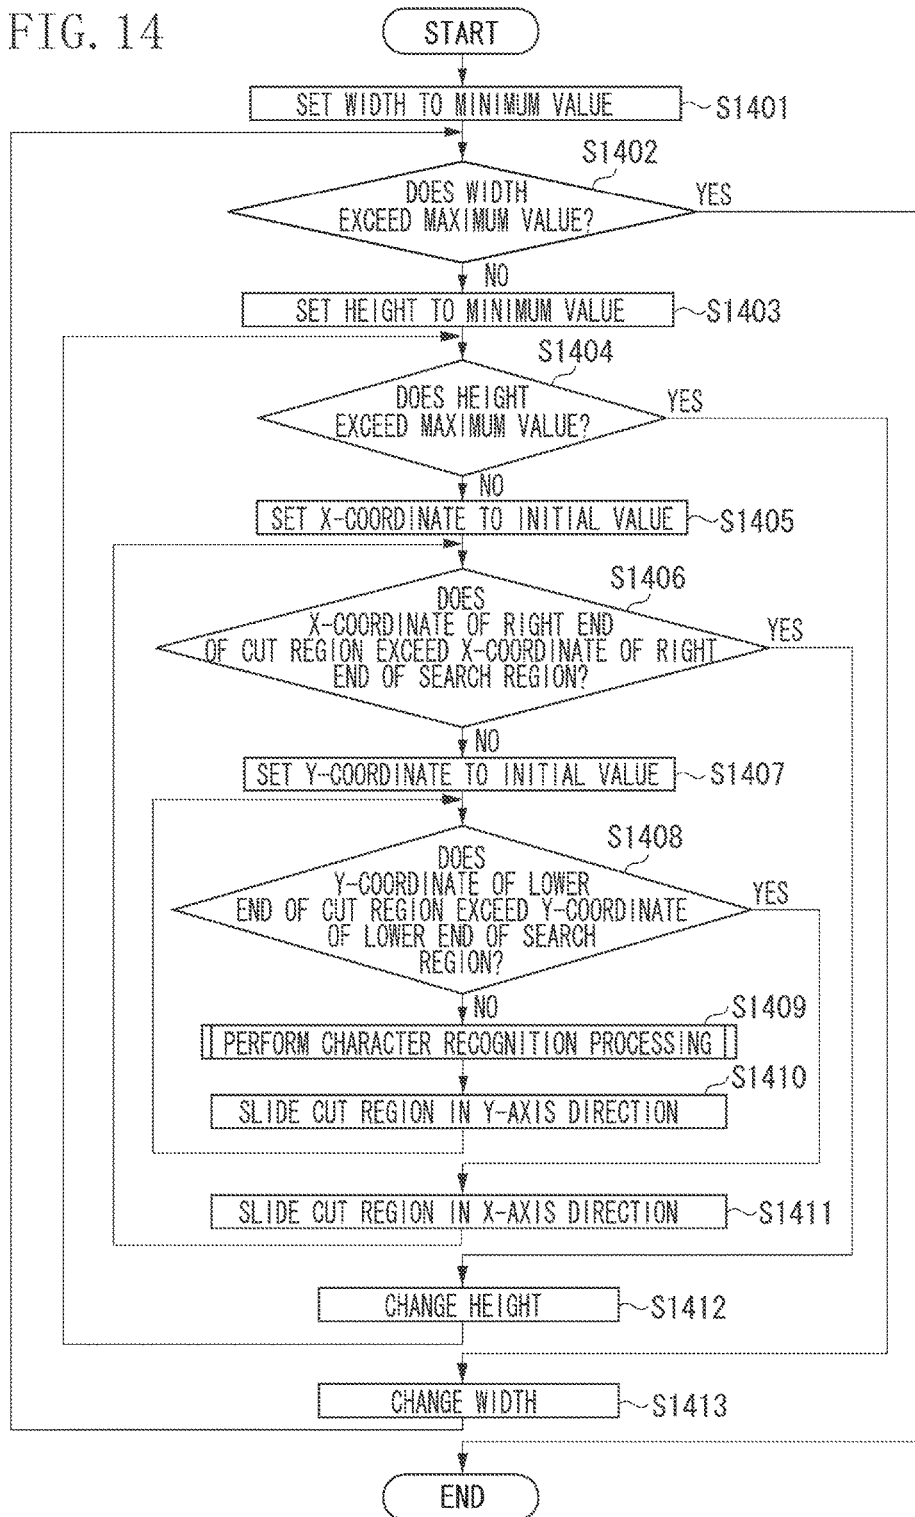 FIG. 14
START
SET WIDTH TO MINIMUM VALUE
S1401
S1402
DOES WIDTH
EXCEED MAXIMUM VALUE?
YES
NO
SET HEIGHT TO MINIMUM VALUE
S1403
S1404
DOES HEIGHT
EXCEED MAXIMUM VALUE?
YES
NO
SET X-COORDINATE TO INITIAL VALUE
S1405
S1406
DOES
X-COORDINATE OF RIGHT END
OF CUT REGION EXCEED X-COORDINATE OF RIGHT
END OF SEARCH REGION?
YES
NO
SET Y-COORDINATE TO INITIAL VALUE
S1407
S1408
DOES
Y-COORDINATE OF LOWER
END OF CUT REGION EXCEED Y-COORDINATE
OF LOWER END OF SEARCH
REGION?
YES
NO
S1409
PERFORM CHARACTER RECOGNITION PROCESSING
S1410
SLIDE CUT REGION IN Y-AXIS DIRECTION
SLIDE CUT REGION IN X-AXIS DIRECTION
S1411
CHANGE HEIGHT
S1412
CHANGE WIDTH
S1413
END